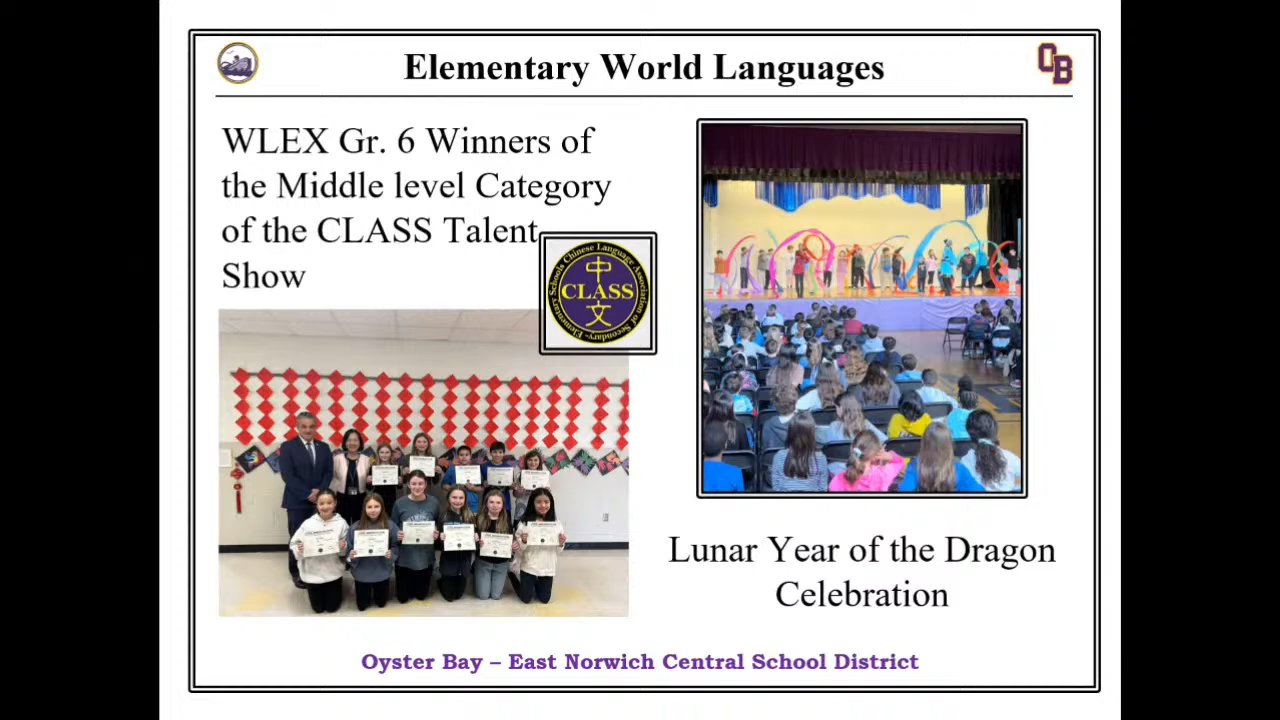 Elementary World Languages
OB
WLEX Gr. 6 Winners of
the Middle level Category
of the CLASS Talent
Show
Elementary Schools Chinese Language Association of Secondary-
中
CLASS
文
Lunar Year of the Dragon
Celebration
Oyster Bay – East Norwich Central School District